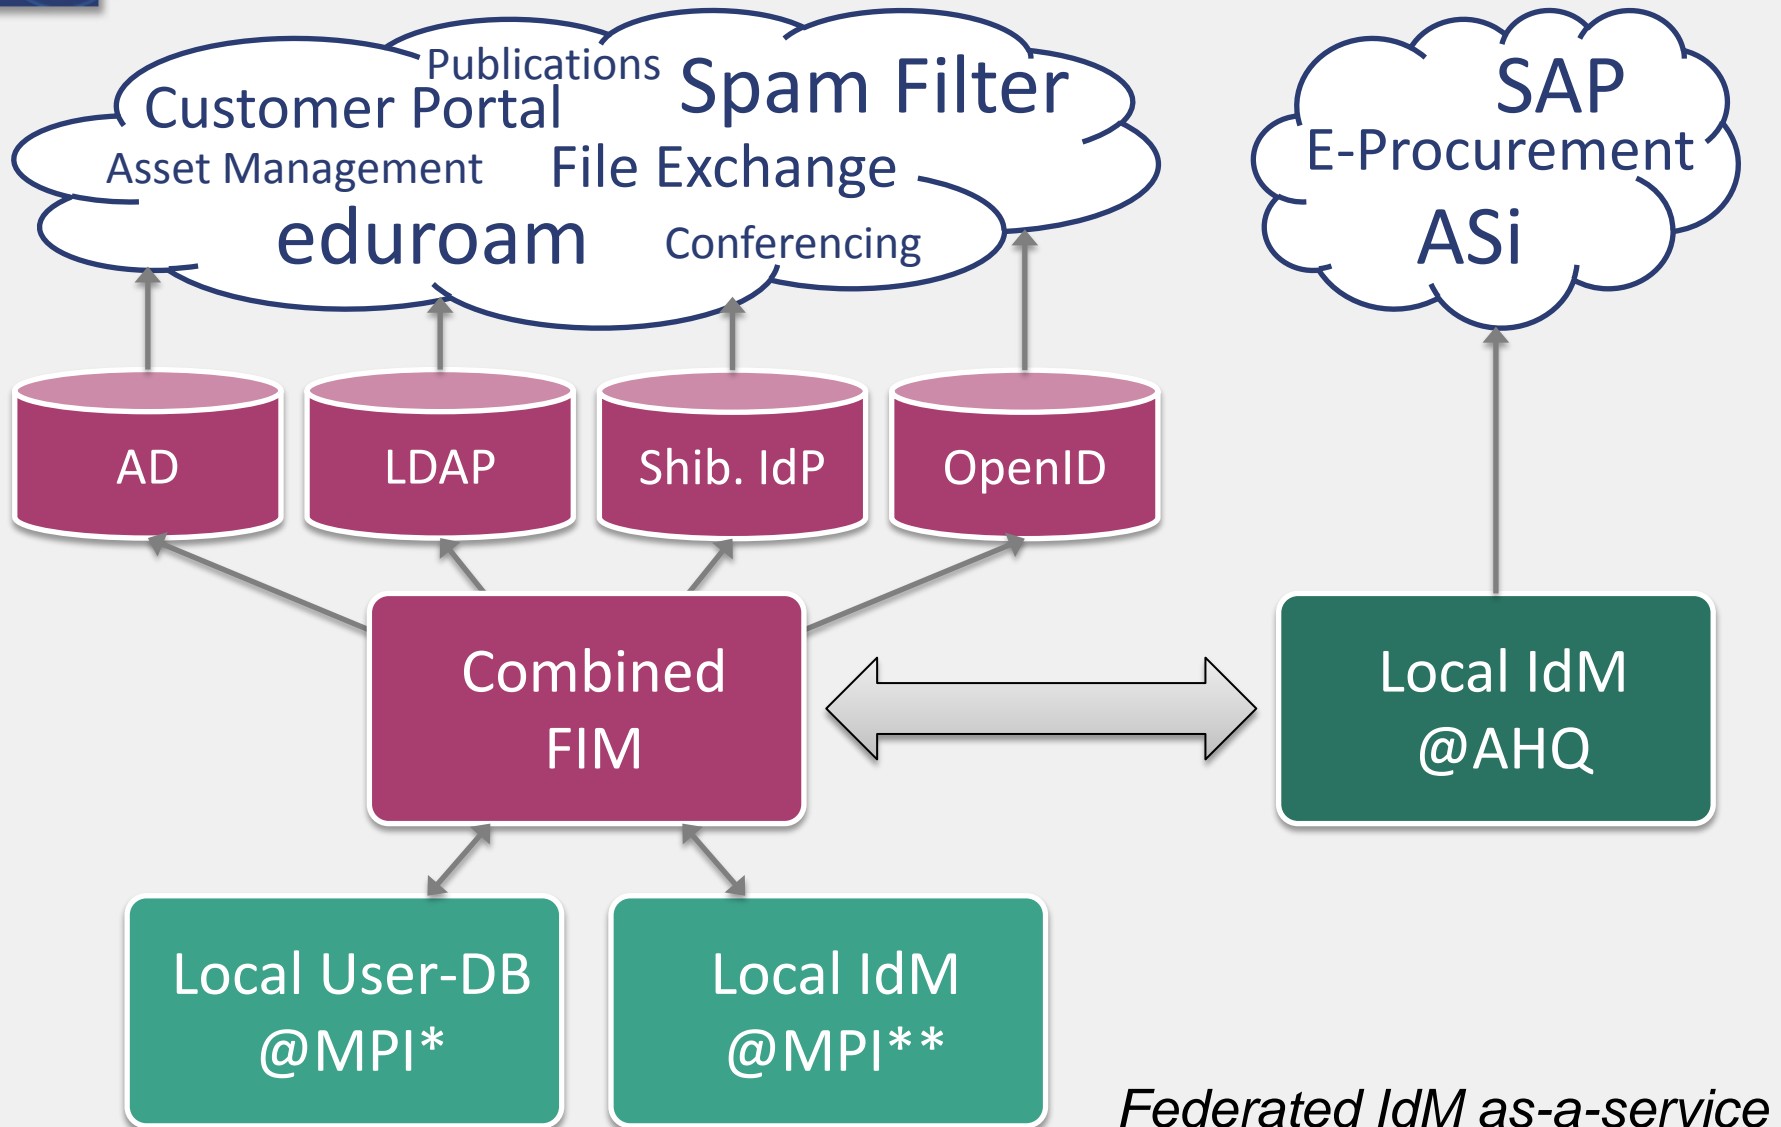 Publications
Spam Filter
Customer Portal
Asset Management
File Exchange
eduroam
Conferencing
SAP
E-Procurement
ASi
AD
LDAP
Shib. IdP
OpenID
Combined
FIM
Local IdM
@AHQ
Local User-DB
@MPI*
Local IdM
@MPI**
Federated IdM as-a-service